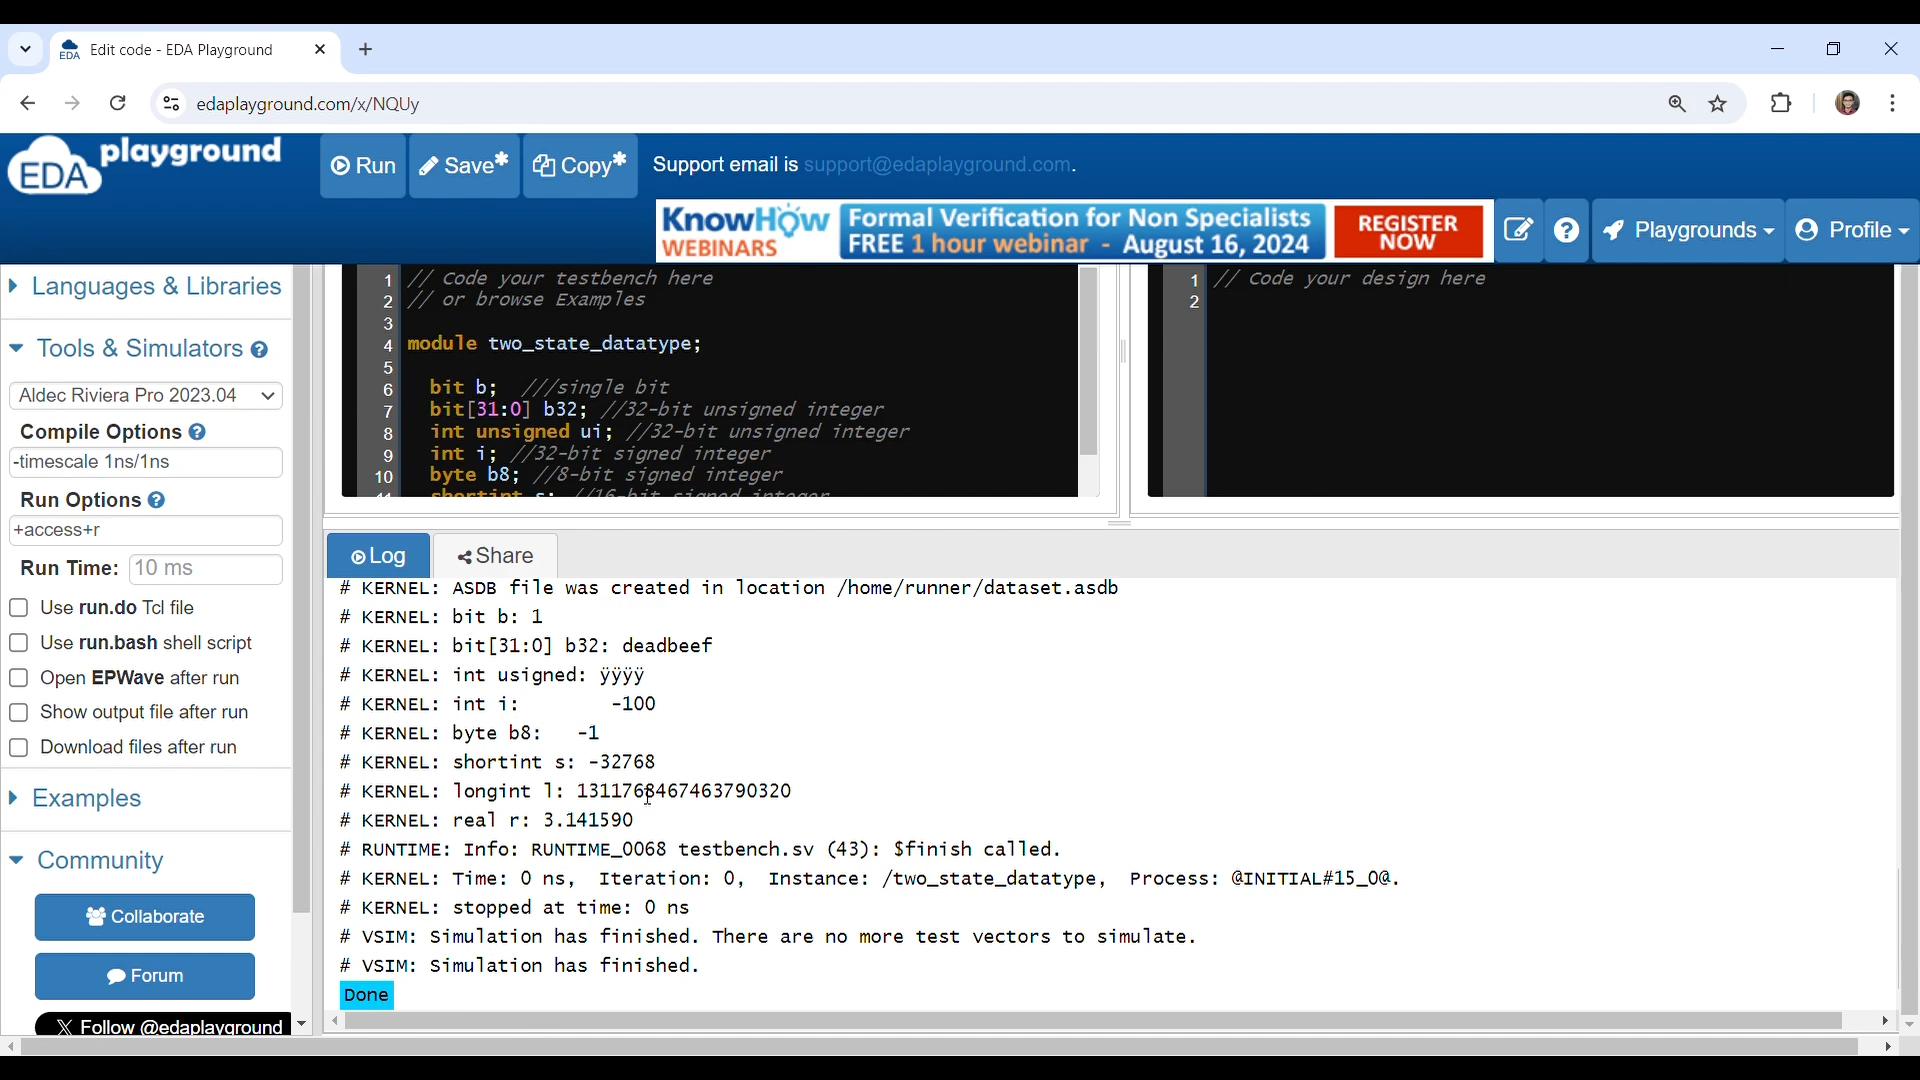 Edit code - EDA Playground
edaplayground.com/x/NQUy
EDA playground
Run
Save*
Copy*
Support email is support@edaplayground.com.
KnowHow WEBINARS
Formal Verification for Non Specialists
FREE 1 hour webinar - August 16, 2024
REGISTER NOW
Playgrounds
Profile
Languages & Libraries
Tools & Simulators
Aldec Riviera Pro 2023.04
Compile Options
-timescale 1ns/1ns
Run Options
+access+r
Run Time: 10 ms
Use run.do Tcl file
Use run.bash shell script
Open EPWave after run
Show output file after run
Download files after run
Examples
Community
Collaborate
Forum
X Follow @edaplayground
1 // Code your testbench here
2 // or browse Examples
3
4 module two_state_datatype;
5
6 bit b; ///single bit
7 bit[31:0] b32; //32-bit unsigned integer
8 int unsigned ui; //32-bit unsigned integer
9 int i; //32-bit signed integer
10 byte b8; //8-bit signed integer
11 shortint s; //16-bit signed integer
1 // Code your design here
2
Log
Share
# KERNEL: ASDB file was created in location /home/runner/dataset.asdb
# KERNEL: bit b: 1
# KERNEL: bit[31:0] b32: deadbeef
# KERNEL: int usigned: ÿÿÿÿ
# KERNEL: int i:        -100
# KERNEL: byte b8:   -1
# KERNEL: shortint s: -32768
# KERNEL: longint l: 1311768467463790320
# KERNEL: real r: 3.141590
# RUNTIME: Info: RUNTIME_0068 testbench.sv (43): $finish called.
# KERNEL: Time: 0 ns,  Iteration: 0,  Instance: /two_state_datatype,  Process: @INITIAL#15_0@.
# KERNEL: stopped at time: 0 ns
# VSIM: Simulation has finished. There are no more test vectors to simulate.
# VSIM: Simulation has finished.
Done